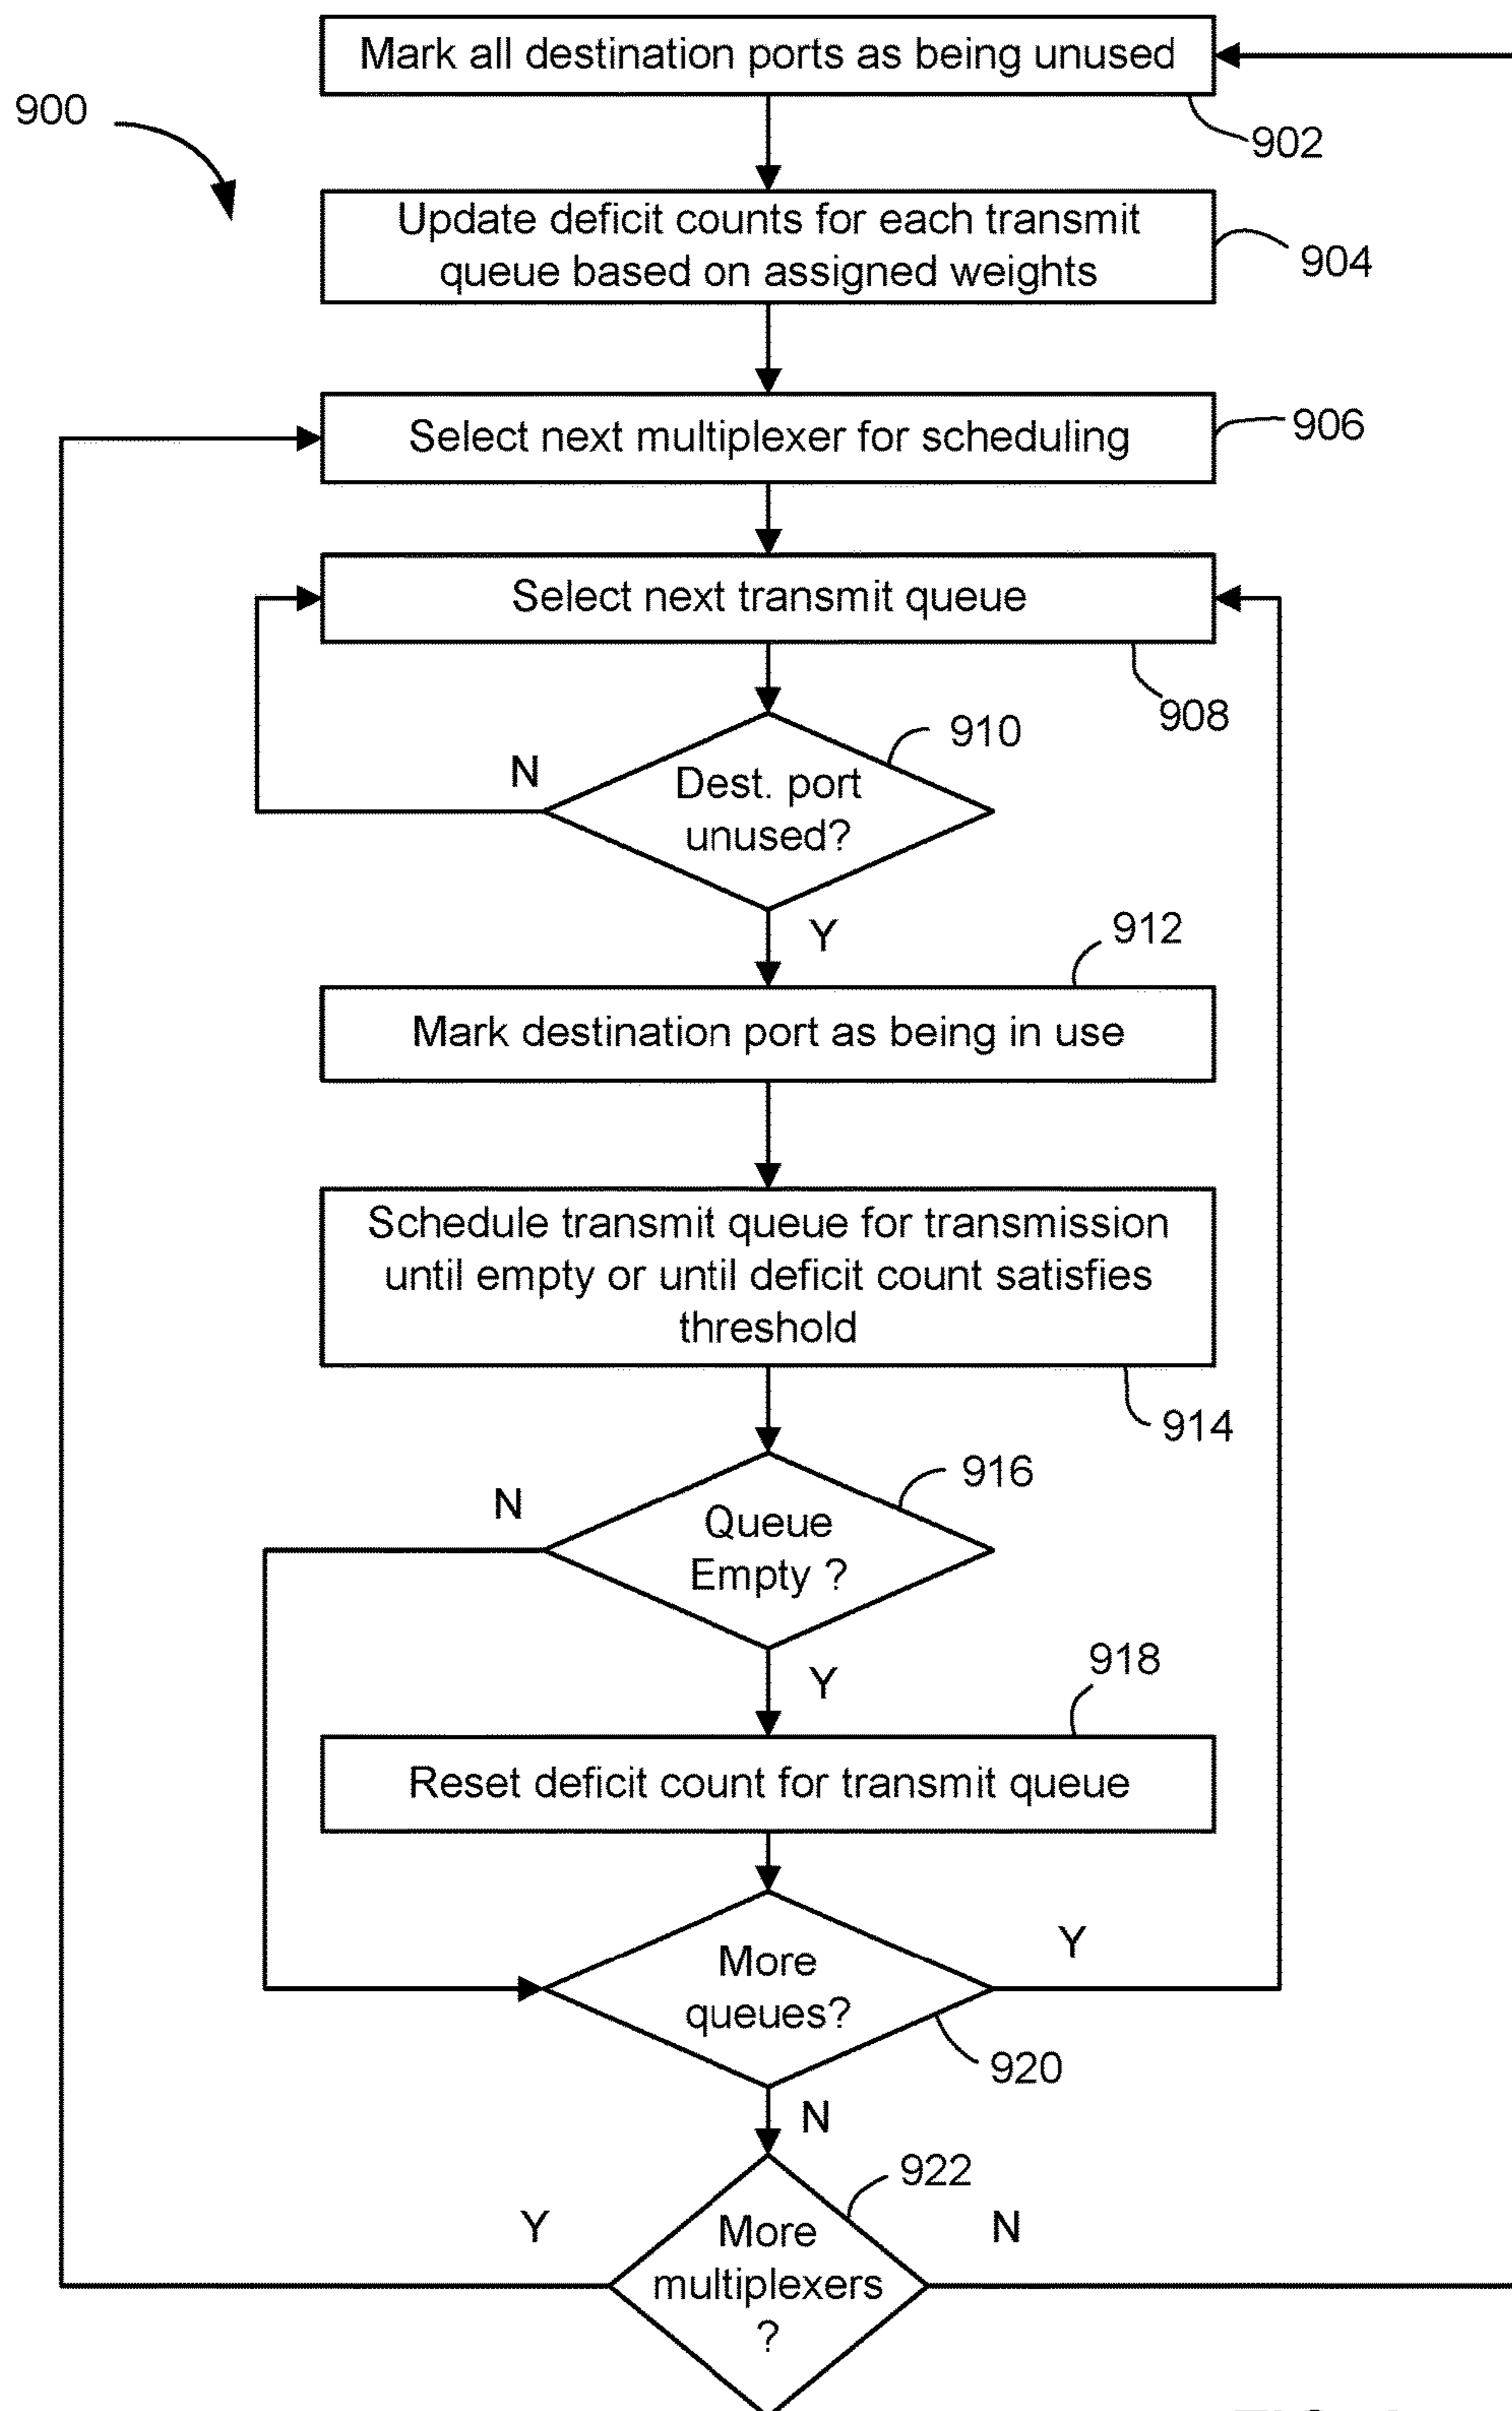 Mark all destination ports as being unused
900
902
Update deficit counts for each transmit
queue based on assigned weights
904
Select next multiplexer for scheduling
906
Select next transmit queue
908
910
N
Dest. port
unused?
Y
912
Mark destination port as being in use
Schedule transmit queue for transmission
until empty or until deficit count satisfies
threshold
914
916
N
Queue
Empty ?
Y
918
Reset deficit count for transmit queue
More
queues?
Y
920
N
922
Y
More
multiplexers
?
N